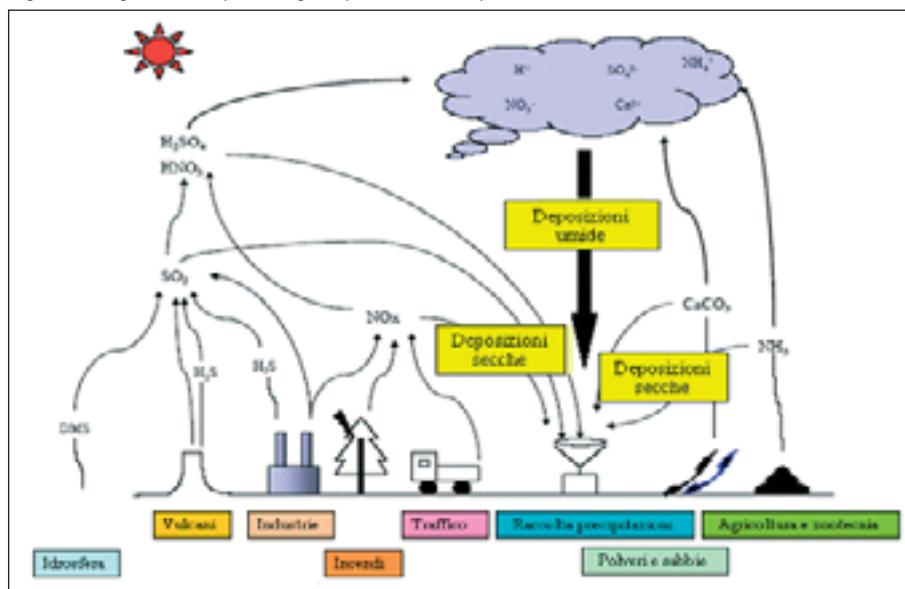 H⁺ SO₄²⁻ NH₄⁺
NO₃⁻ Ca²⁺
H₂SO₄
HNO₃
Deposizioni
umide
SO₂
CaCO₃
NOx
Deposizioni
secche
NH₃
Deposizioni
secche
H₂S
H₂S
DMS
Vulcani Industrie Traffico Raccolta precipitazioni Agricoltura e zootecnia
Idrosfera Incendi Polveri e sabbie